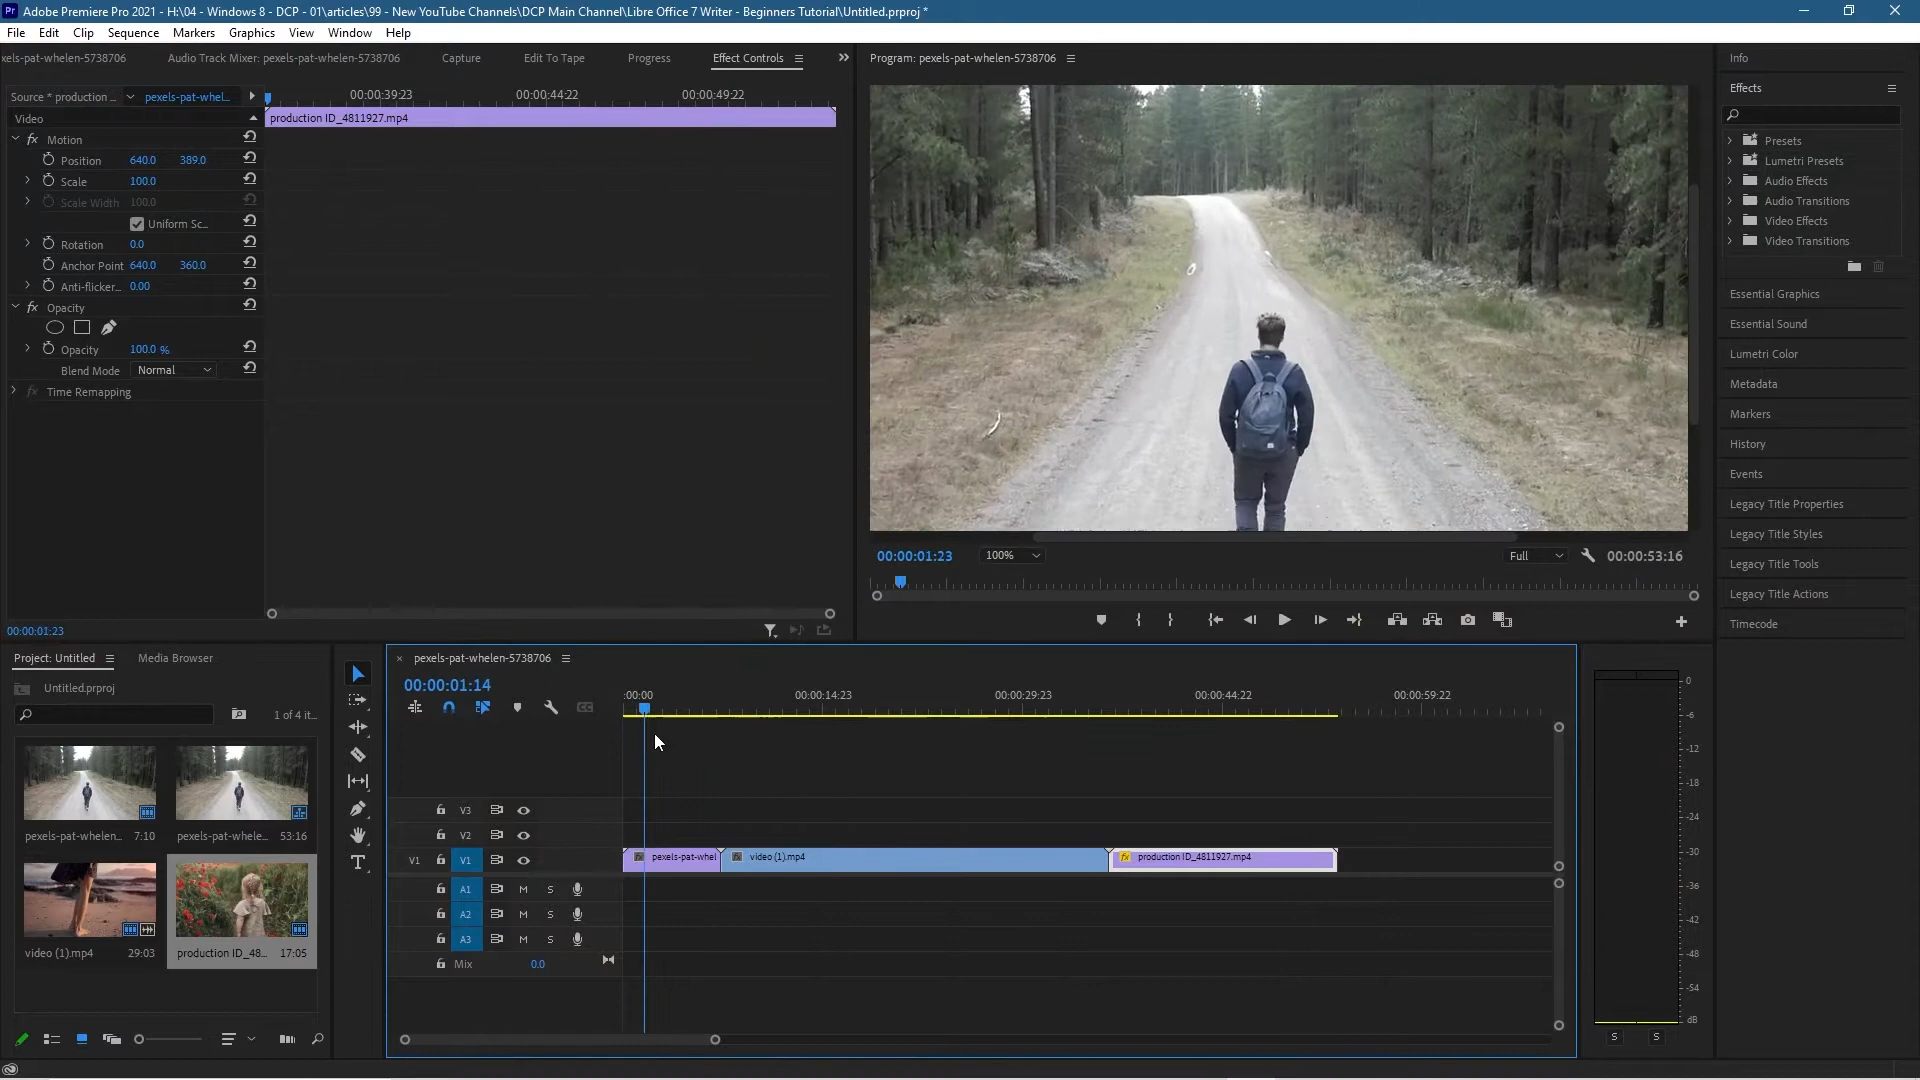 Pr Adobe Premiere Pro 2021 - H:\04 - Windows 8 - DCP - 01\articles\99 - New YouTube Channels\DCP Main Channel\Libre Office 7 Writer - Beginners Tutorial\Untitled.prproj *
File Edit Clip Sequence Markers Graphics View Window Help
xels-pat-whelen-5738706 Audio Track Mixer: pexels-pat-whelen-5738706 Capture Edit To Tape Progress Effect Controls
Source * production ... pexels-pat-whel...
00:00:39:23 00:00:44:22 00:00:49:22
Video
production ID_4811927.mp4
fx Motion
Position 640.0 389.0
Scale 100.0
Scale Width 100.0
Uniform Sc...
Rotation 0.0
Anchor Point 640.0 360.0
Anti-flicker... 0.00
fx Opacity
Opacity 100.0 %
Blend Mode Normal
fx Time Remapping
00:00:01:23
Program: pexels-pat-whelen-5738706
00:00:01:23 100% Full 00:00:53:16
Info
Effects
Presets
Lumetri Presets
Audio Effects
Audio Transitions
Video Effects
Video Transitions
Essential Graphics
Essential Sound
Lumetri Color
Metadata
Markers
History
Events
Legacy Title Properties
Legacy Title Styles
Legacy Title Tools
Legacy Title Actions
Timecode
Project: Untitled Media Browser
Untitled.prproj
1 of 4 it...
pexels-pat-whelen... 7:10
pexels-pat-whele... 53:16
video (1).mp4 29:03
production ID_48... 17:05
× pexels-pat-whelen-5738706
00:00:01:14
:00:00 00:00:14:23 00:00:29:23 00:00:44:22 00:00:59:22
V3
V2
V1 V1
fx pexels-pat-whel
fx video (1).mp4
fx production ID_4811927.mp4
A1 M S
A2 M S
A3 M S
Mix 0.0
0
-6
-12
-18
-24
-30
-36
-42
-48
-54
dB
S S